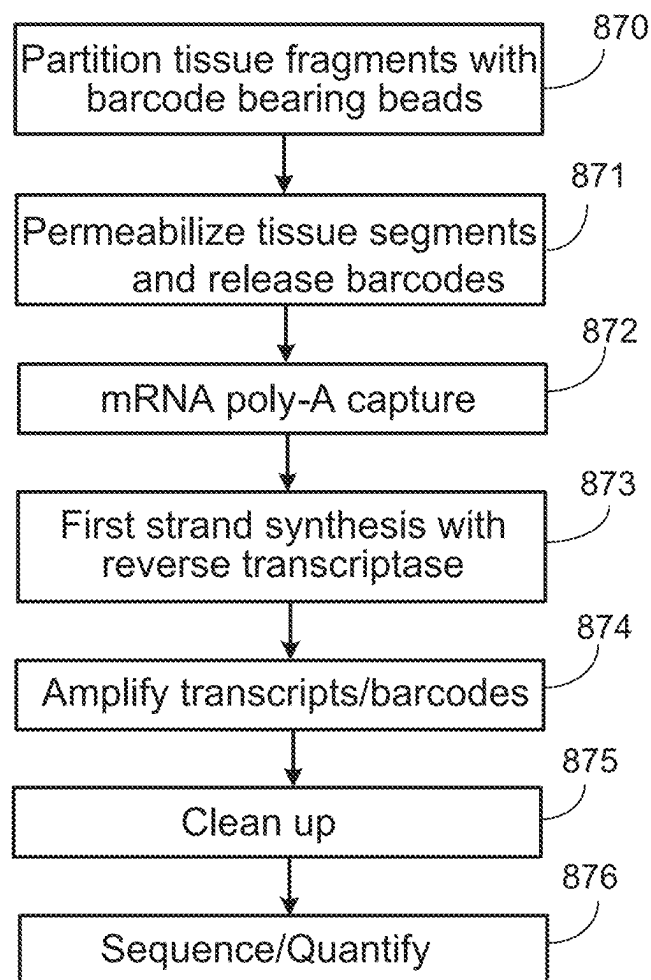 870
Partition tissue fragments with
barcode bearing beads
871
Permeabilize tissue segments
and release barcodes
872
mRNA poly-A capture
873
First strand synthesis with
reverse transcriptase
874
Amplify transcripts/barcodes
875
Clean up
876
Sequence/Quantify